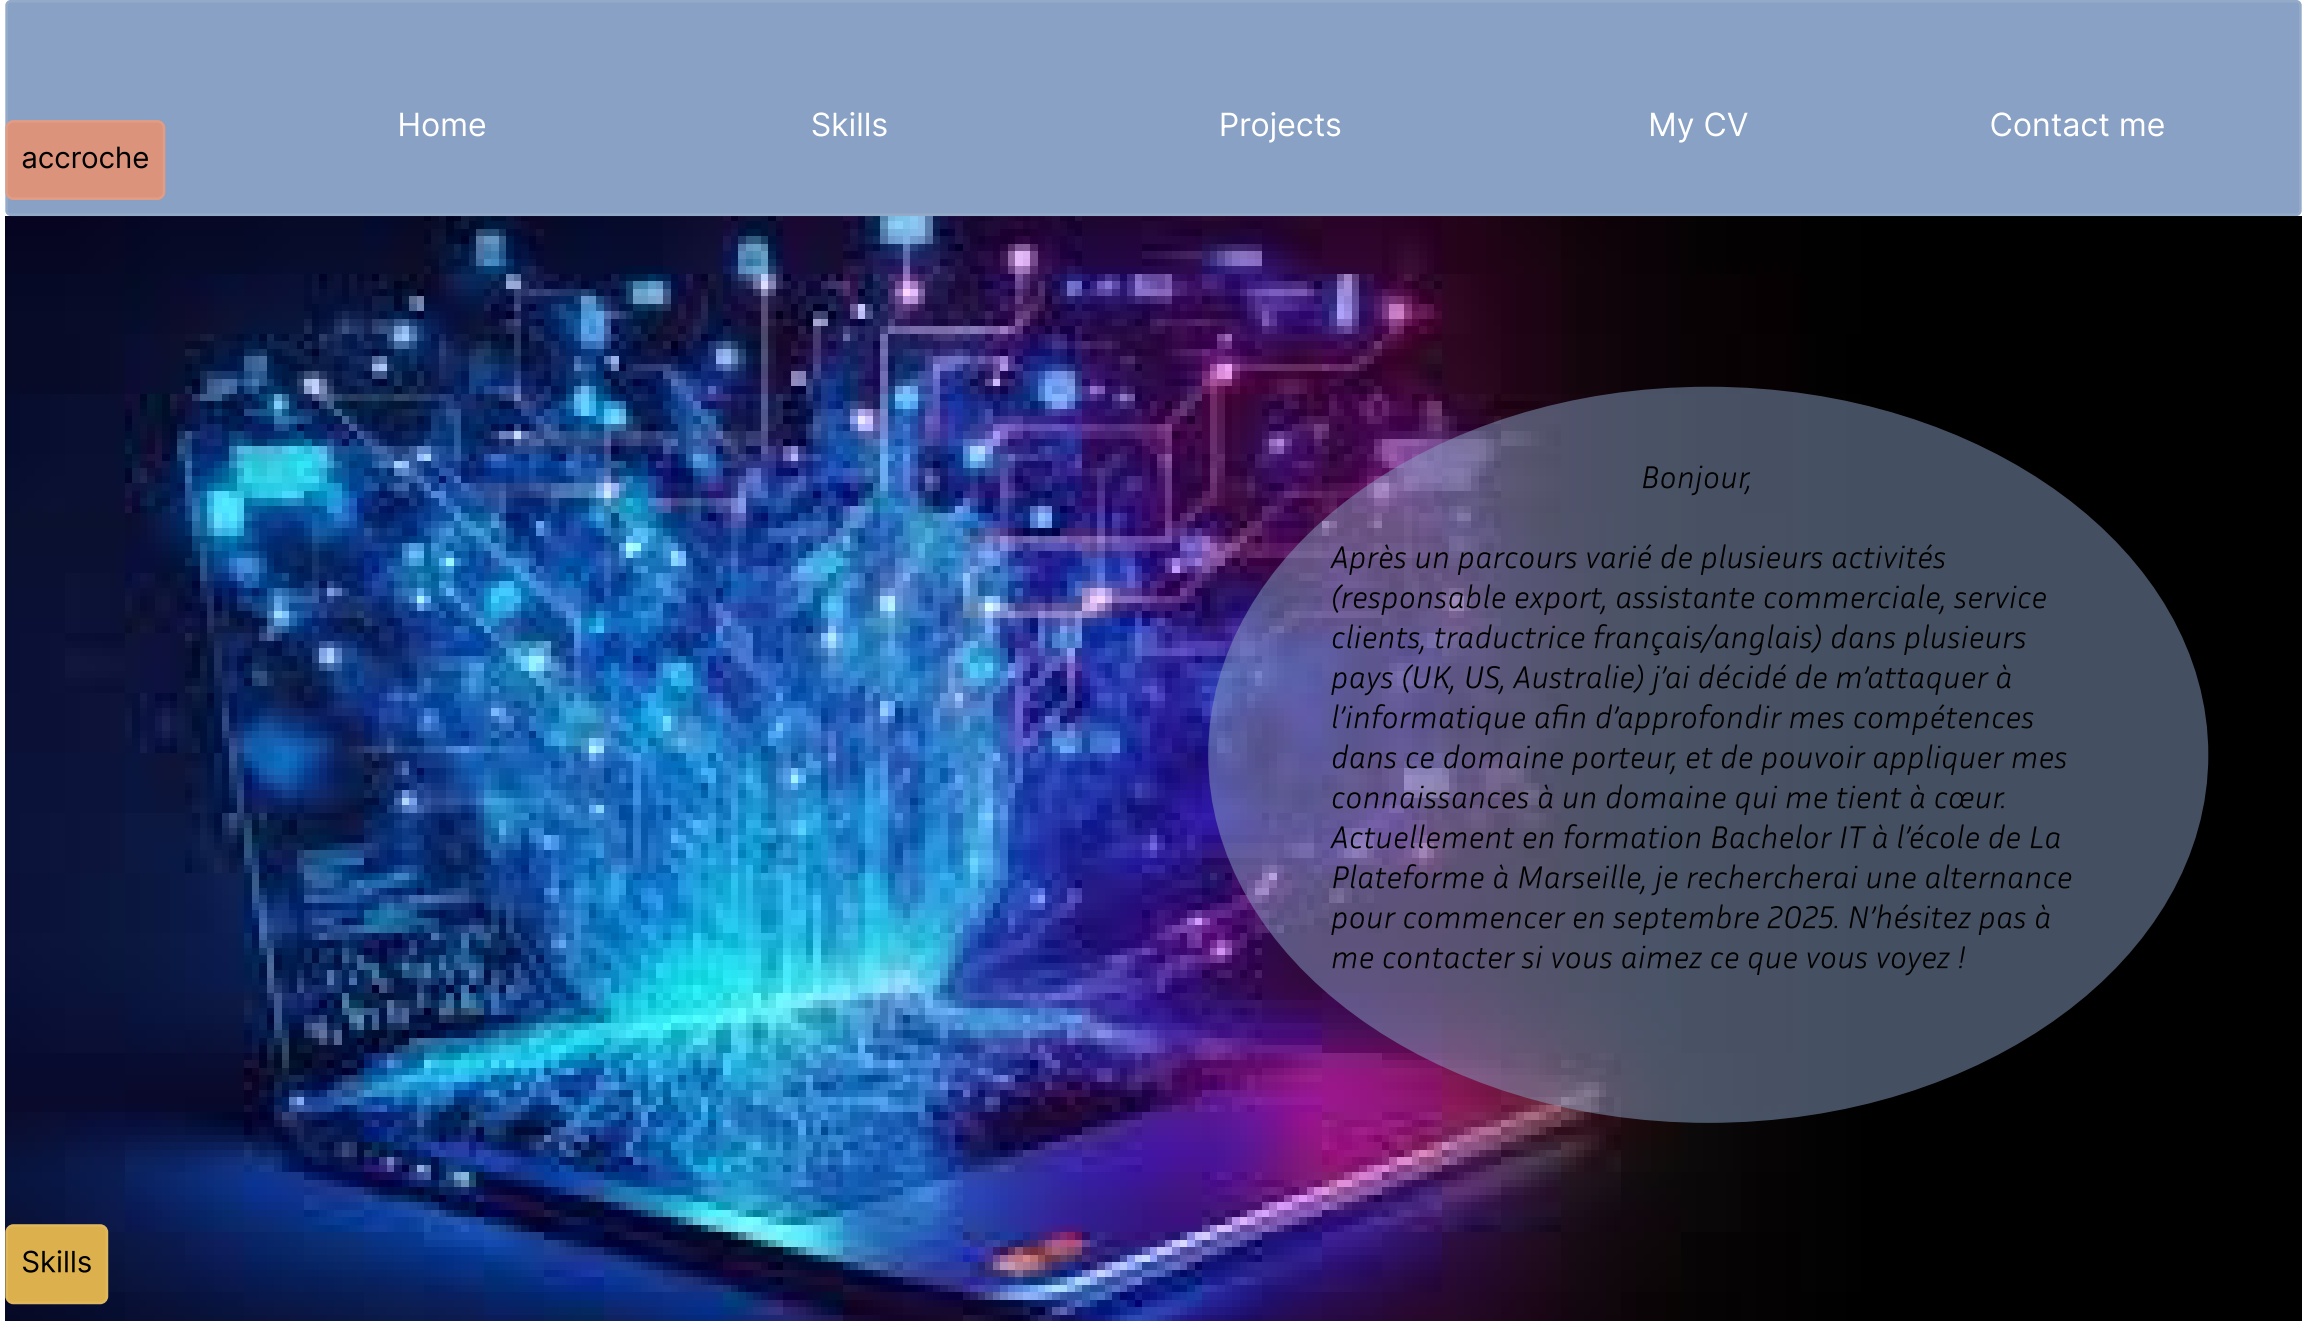 Home Skills Projects My CV Contact me
accroche
Bonjour,
Après un parcours varié de plusieurs activités
(responsable export, assistante commerciale, service
clients, traductrice français/anglais) dans plusieurs
pays (UK, US, Australie) j’ai décidé de m’attaquer à
l’informatique afin d’approfondir mes compétences
dans ce domaine porteur, et de pouvoir appliquer mes
connaissances à un domaine qui me tient à cœur.
Actuellement en formation Bachelor IT à l’école de La
Plateforme à Marseille, je rechercherai une alternance
pour commencer en septembre 2025. N’hésitez pas à
me contacter si vous aimez ce que vous voyez !
Skills